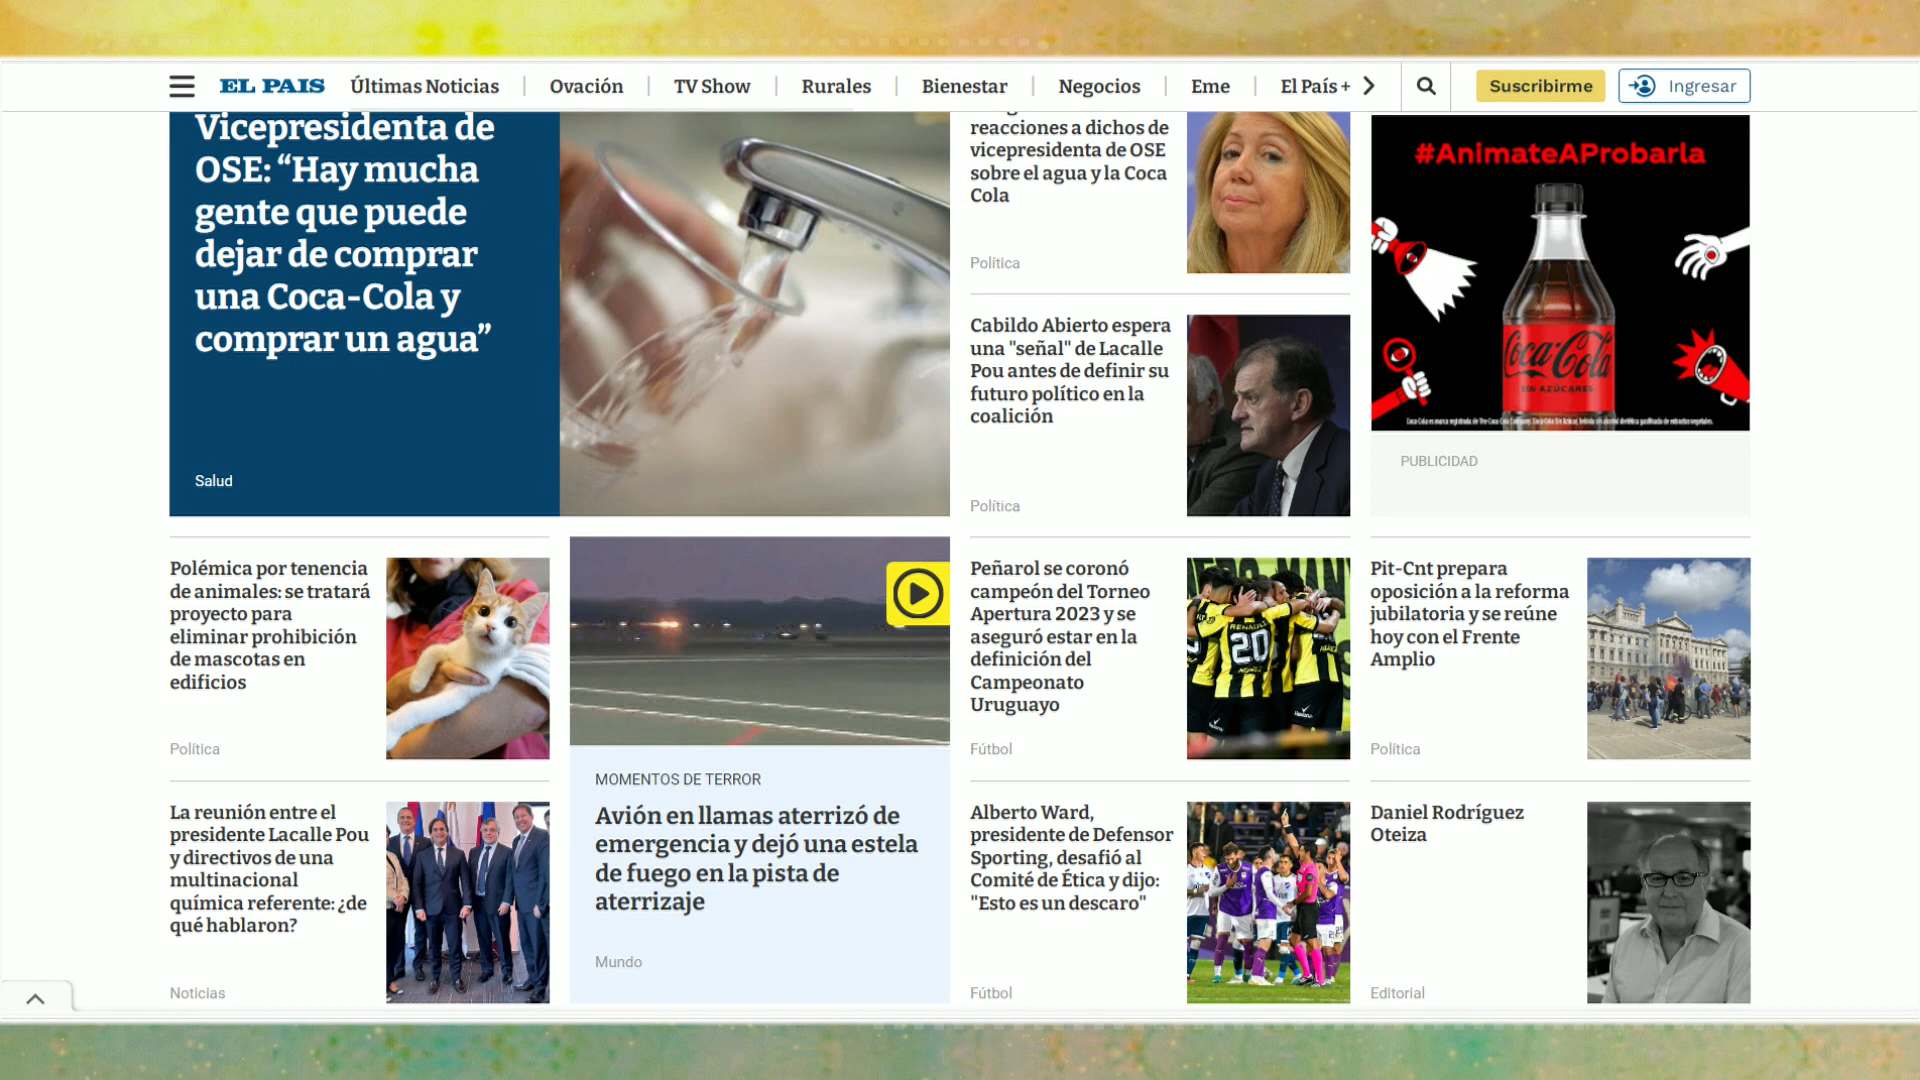 EL PAIS
Últimas Noticias
Ovación
TV Show
Rurales
Bienestar
Negocios
Eme
El País +
Suscribirme
Ingresar
Vicepresidenta de
OSE: “Hay mucha
gente que puede
dejar de comprar
una Coca-Cola y
comprar un agua”
Salud
reacciones a dichos de
vicepresidenta de OSE
sobre el agua y la Coca
Cola
Política
Cabildo Abierto espera
una "señal" de Lacalle
Pou antes de definir su
futuro político en la
coalición
Política
#AnimateAProbarla
Coca-Cola
SIN AZÚCARES
PUBLICIDAD
Polémica por tenencia
de animales: se tratará
proyecto para
eliminar prohibición
de mascotas en
edificios
Política
MOMENTOS DE TERROR
Avión en llamas aterrizó de
emergencia y dejó una estela
de fuego en la pista de
aterrizaje
Mundo
Peñarol se coronó
campeón del Torneo
Apertura 2023 y se
aseguró estar en la
definición del
Campeonato
Uruguayo
Fútbol
RENAULT
20
Pit-Cnt prepara
oposición a la reforma
jubilatoria y se reúne
hoy con el Frente
Amplio
Política
La reunión entre el
presidente Lacalle Pou
y directivos de una
multinacional
química referente: ¿de
qué hablaron?
Noticias
Alberto Ward,
presidente de Defensor
Sporting, desafió al
Comité de Ética y dijo:
"Esto es un descaro"
Fútbol
Daniel Rodríguez
Oteiza
Editorial